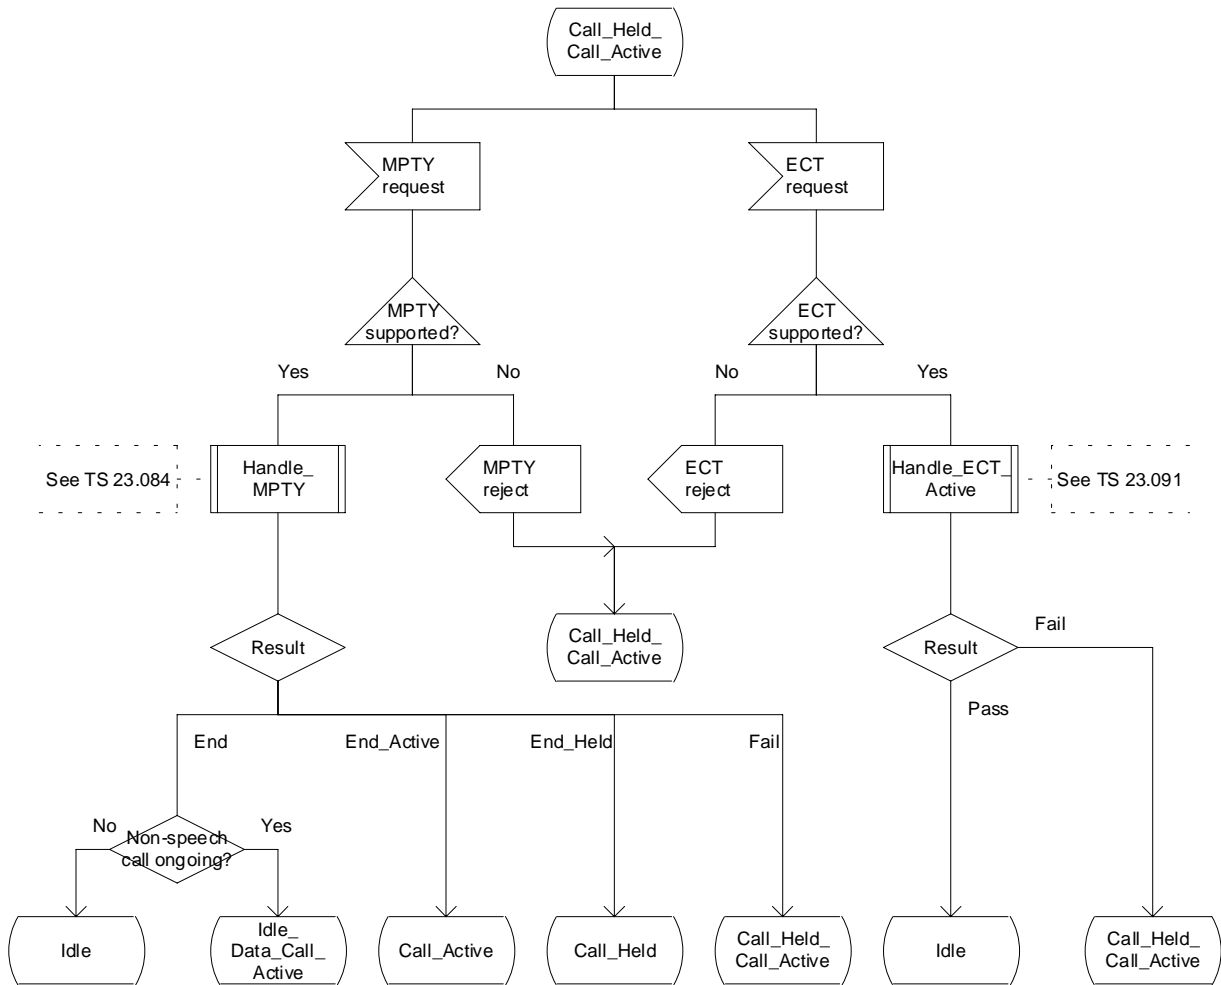 Call_Held_
Call_Active
MPTY
request
ECT
request
MPTY
supported?
ECT
supported?
Yes
No
No
Yes
See TS 23.084
Handle_
MPTY
MPTY
reject
ECT
reject
Handle_ECT_
Active
See TS 23.091
Result
Call_Held_
Call_Active
Result
Fail
Pass
End
End_Active
End_Held
Fail
No
Non-speech
call ongoing?
Yes
Idle
Idle_
Data_Call_
Active
Call_Active
Call_Held
Call_Held_
Call_Active
Idle
Call_Held_
Call_Active